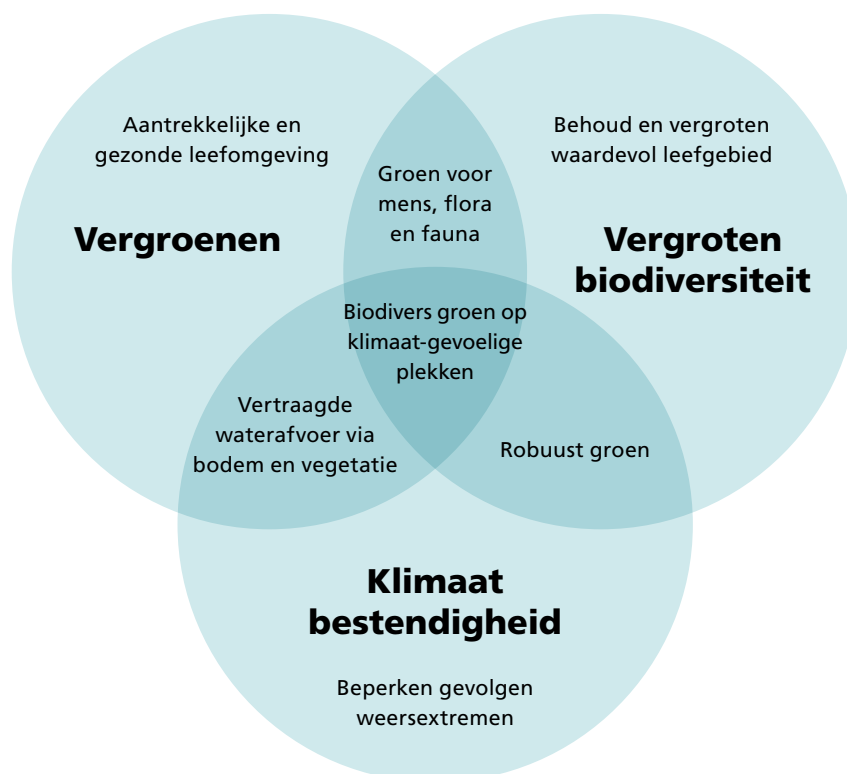 Aantrekkelijke en
gezonde leefomgeving
Vergroenen
Groen voor
mens, flora
en fauna
Behoud en vergroten
waardevol leefgebied
Vergroten
biodiversiteit
Biodivers groen op
klimaat-gevoelige
plekken
Vertraagde
waterafvoer via
bodem en vegetatie
Robuust groen
Klimaat
bestendigheid
Beperken gevolgen
weersextremen